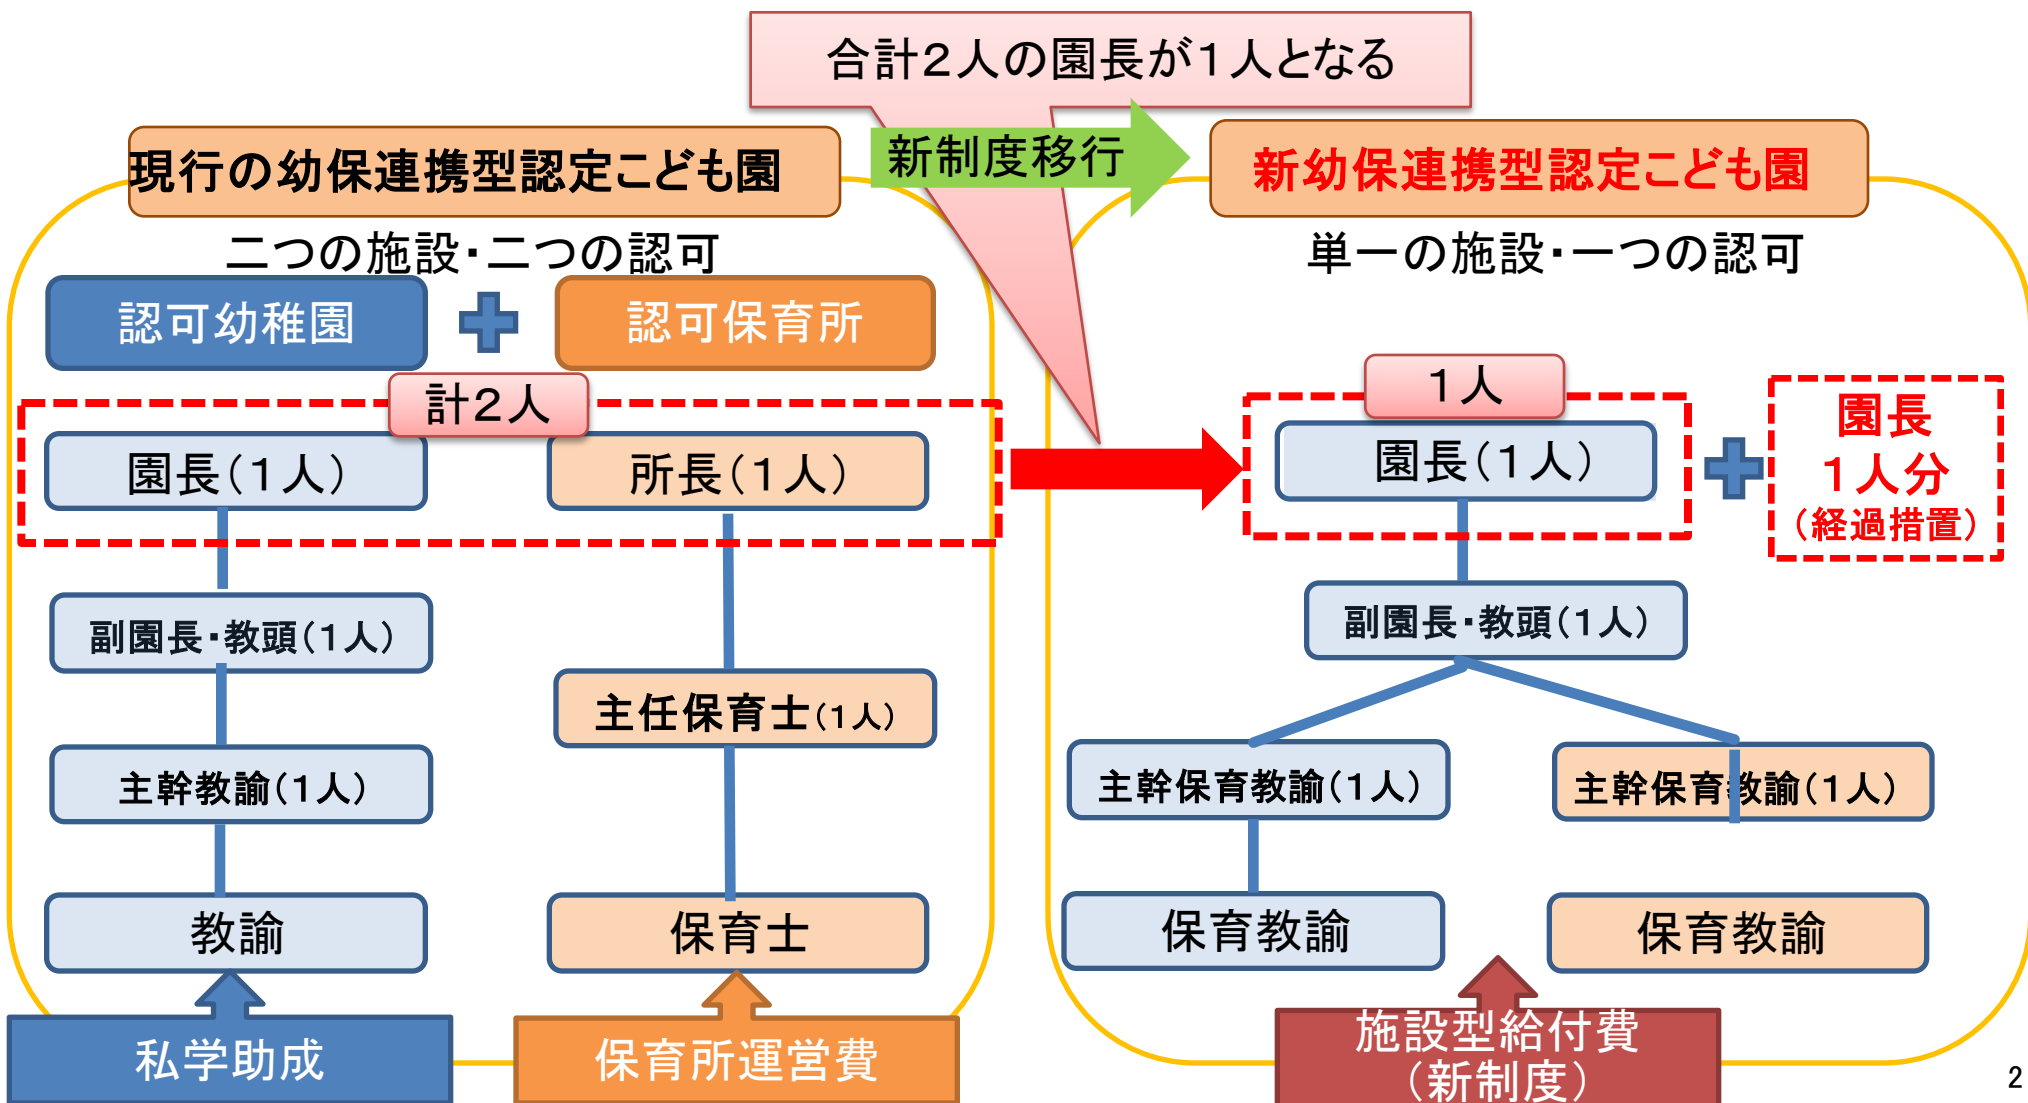 合計2人の園長が1人となる
現行の幼保連携型認定こども園
新制度移行
新幼保連携型認定こども園
二つの施設・二つの認可
単一の施設・一つの認可
認可幼稚園
認可保育所
計2人
園長(1人)
所長(1人)
副園長・教頭(1人)
主任保育士(1人)
主幹教諭(1人)
教諭
保育士
私学助成
保育所運営費
1人
園長(1人)
園長
1人分
(経過措置)
副園長・教頭(1人)
主幹保育教諭(1人)
主幹保育教諭(1人)
保育教諭
保育教諭
施設型給付費
(新制度)
2